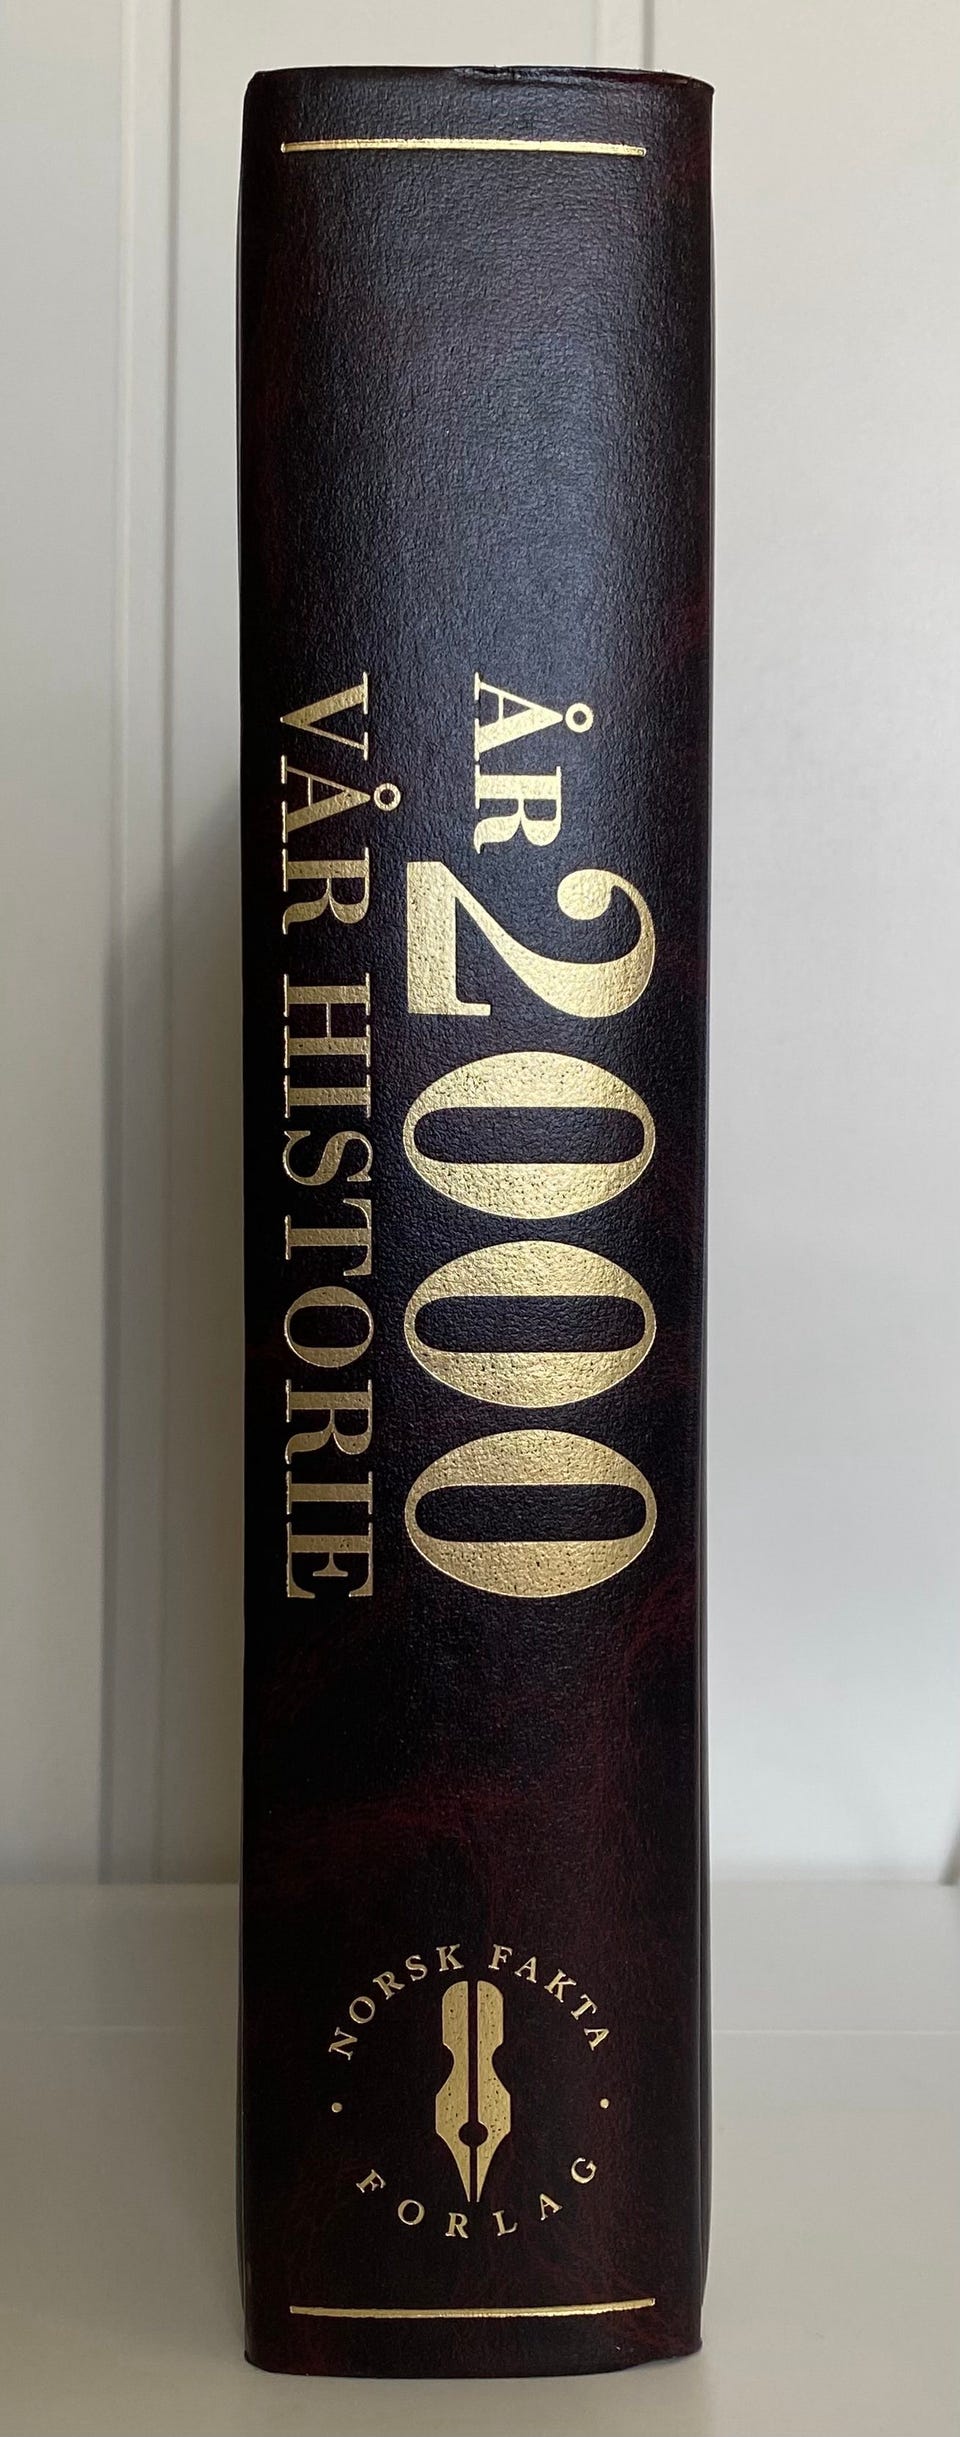 ÅR 2000
VÅR HISTORIE
NORSK FAKTA
• FORLAG •